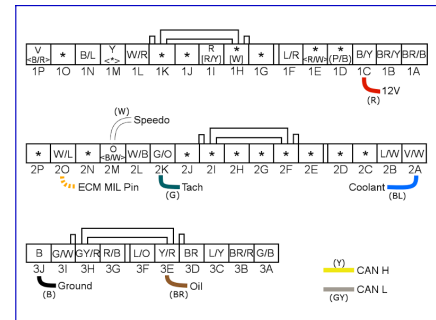 V <B/R> * B/L Y <*> W/R * * R [R/Y] * [W] * L/R * <R/W> * (P/B) B/Y BR/Y BR/B
1P 1O 1N 1M 1L 1K 1J 1I 1H 1G 1F 1E 1D 1C 1B 1A
(R) 12V
(W) Speedo
* W/L * O <B/W> W/B G/O * * * * * * * L/W V/W
2P 2O 2N 2M 2L 2K 2J 2I 2H 2G 2F 2E 2D 2C 2B 2A
ECM MIL Pin (G) Tach Coolant (BL)
B G/W GY/R R/B L/O Y/R BR L/Y BR/R G/B
3J 3I 3H 3G 3F 3E 3D 3C 3B 3A
(B) Ground (BR) Oil
(Y) CAN H
(GY) CAN L